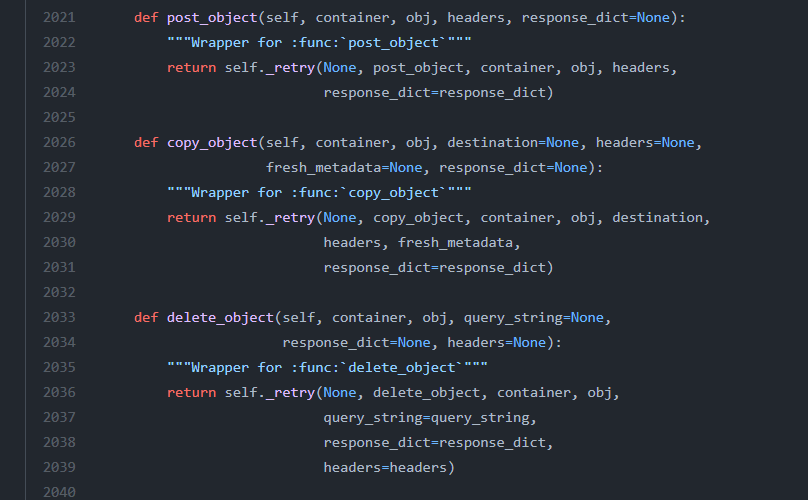 2021 def post_object(self, container, obj, headers, response_dict=None):
2022 """Wrapper for :func:`post_object`"""
2023 return self._retry(None, post_object, container, obj, headers,
2024 response_dict=response_dict)
2025
2026 def copy_object(self, container, obj, destination=None, headers=None,
2027 fresh_metadata=None, response_dict=None):
2028 """Wrapper for :func:`copy_object`"""
2029 return self._retry(None, copy_object, container, obj, destination,
2030 headers, fresh_metadata,
2031 response_dict=response_dict)
2032
2033 def delete_object(self, container, obj, query_string=None,
2034 response_dict=None, headers=None):
2035 """Wrapper for :func:`delete_object`"""
2036 return self._retry(None, delete_object, container, obj,
2037 query_string=query_string,
2038 response_dict=response_dict,
2039 headers=headers)
2040